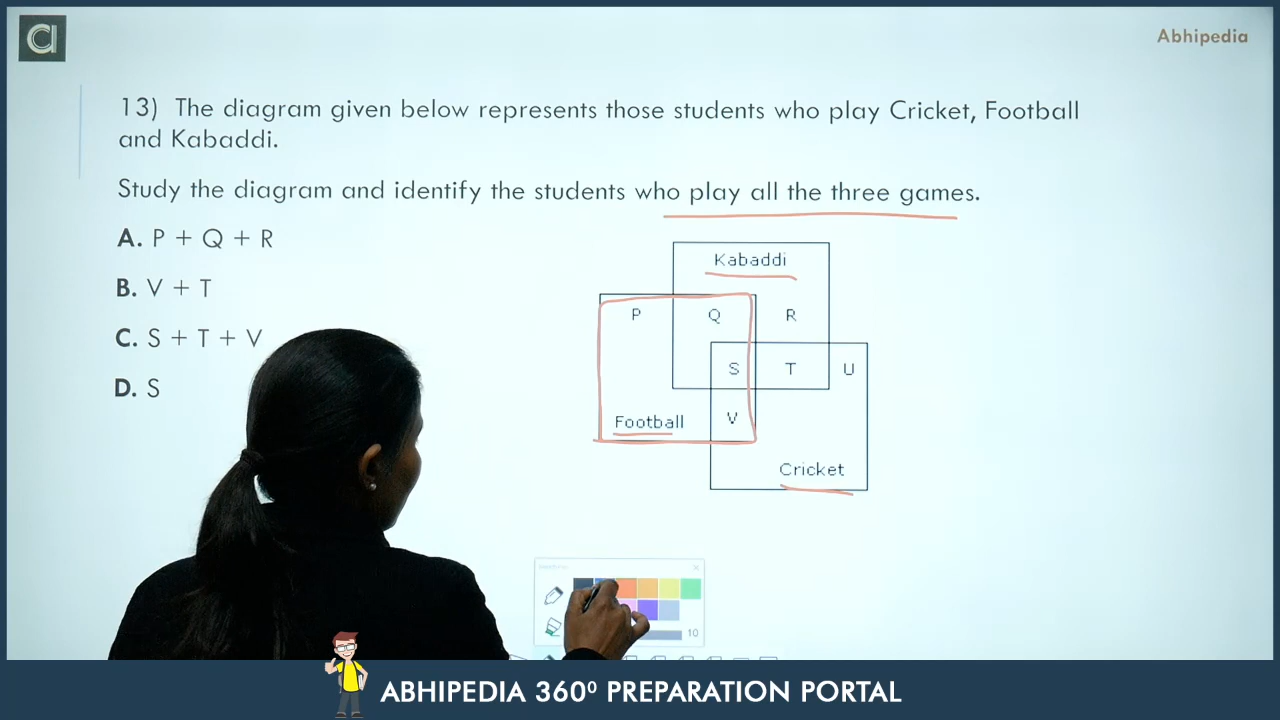 Abhipedia
13) The diagram given below represents those students who play Cricket, Football
and Kabaddi.
Study the diagram and identify the students who play all the three games.
A. P + Q + R
B. V + T
C. S + T + V
D. S
Kabaddi
P Q R
S T U
Football V
Cricket
10
ABHIPEDIA 360⁰ PREPARATION PORTAL